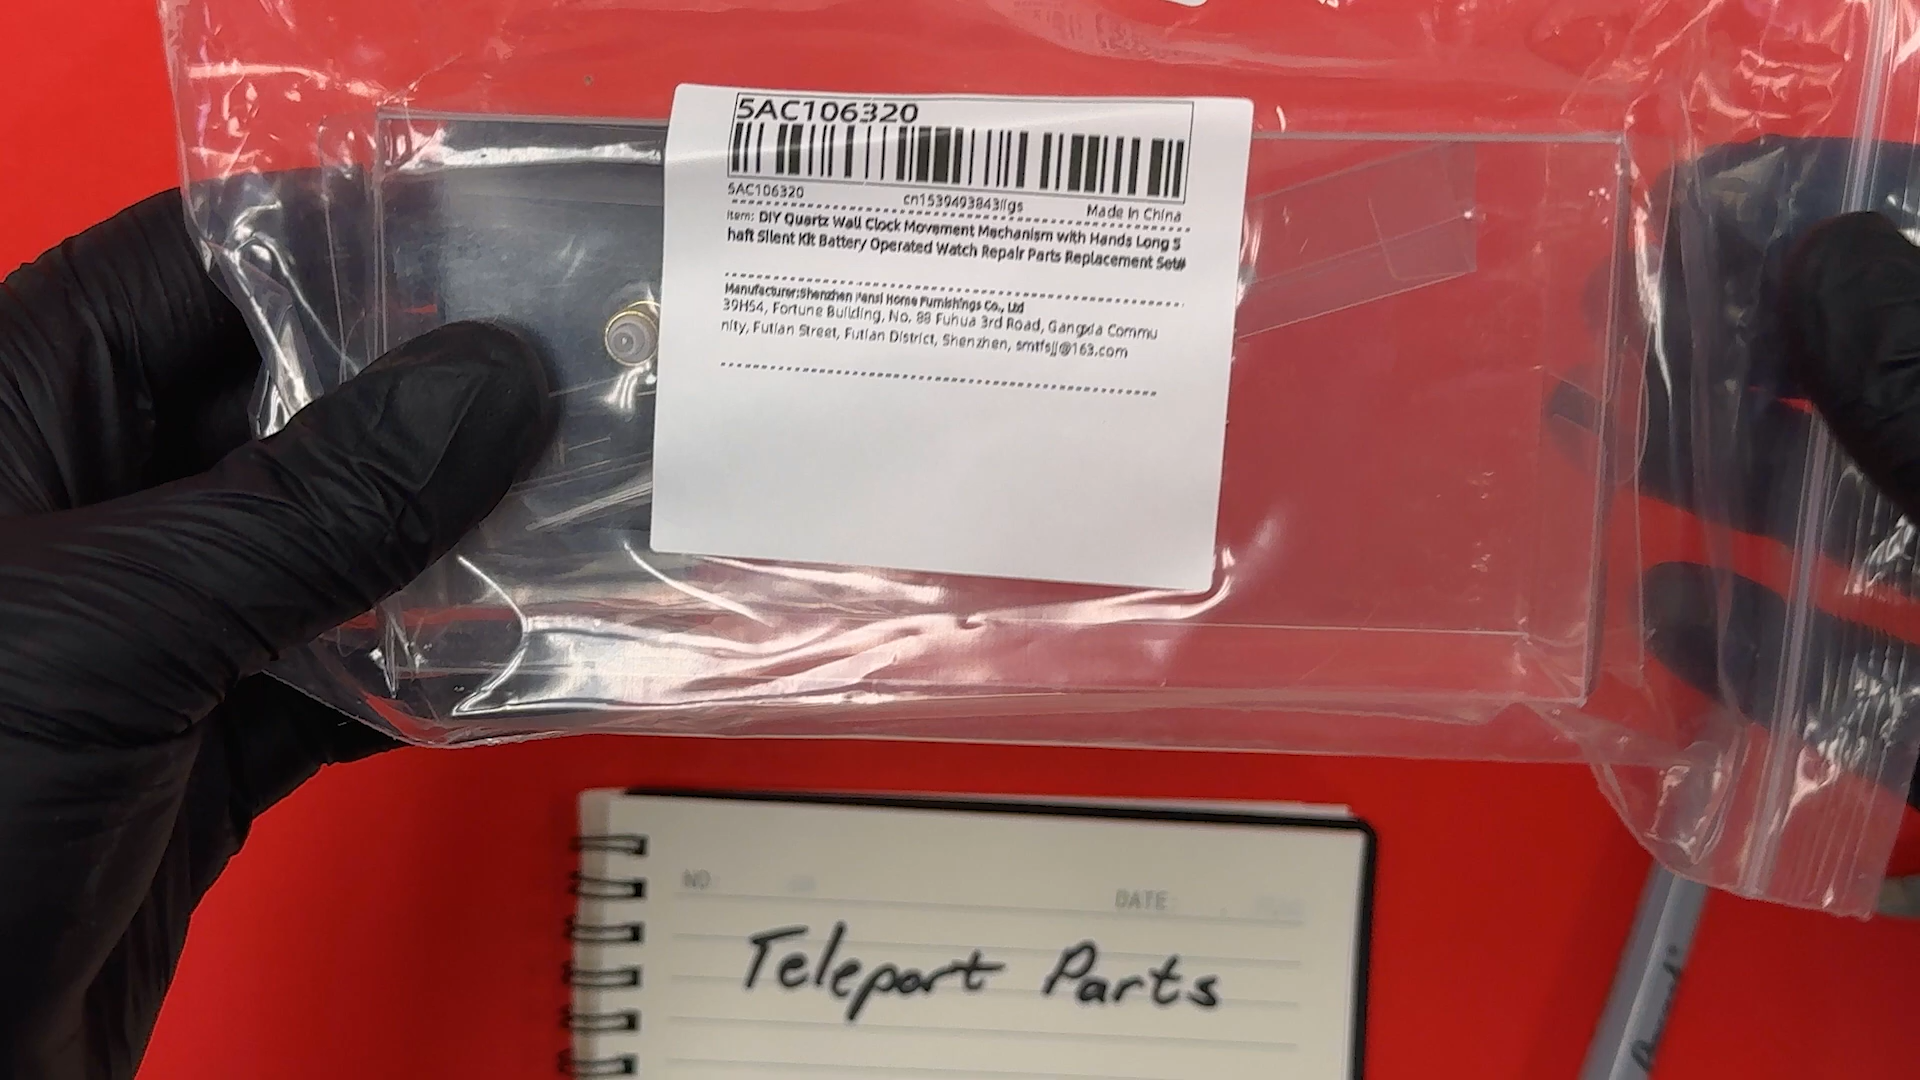 5AC106320
5AC106320
cn1539493843llgs
Made In China
Item: DIY Quartz Wall Clock Movement Mechanism with Hands Long S
haft Silent Kit Battery Operated Watch Repair Parts Replacement Set#
Manufacturer:Shenzhen Yansi Home Furnishings Co., Ltd
39H54, Fortune Building, No. 88 Fuhua 3rd Road, Gangxia Commu
nity, Futian Street, Futian District, Shenzhen, smtfsjj@163.com
NO
DATE
Teleport Parts